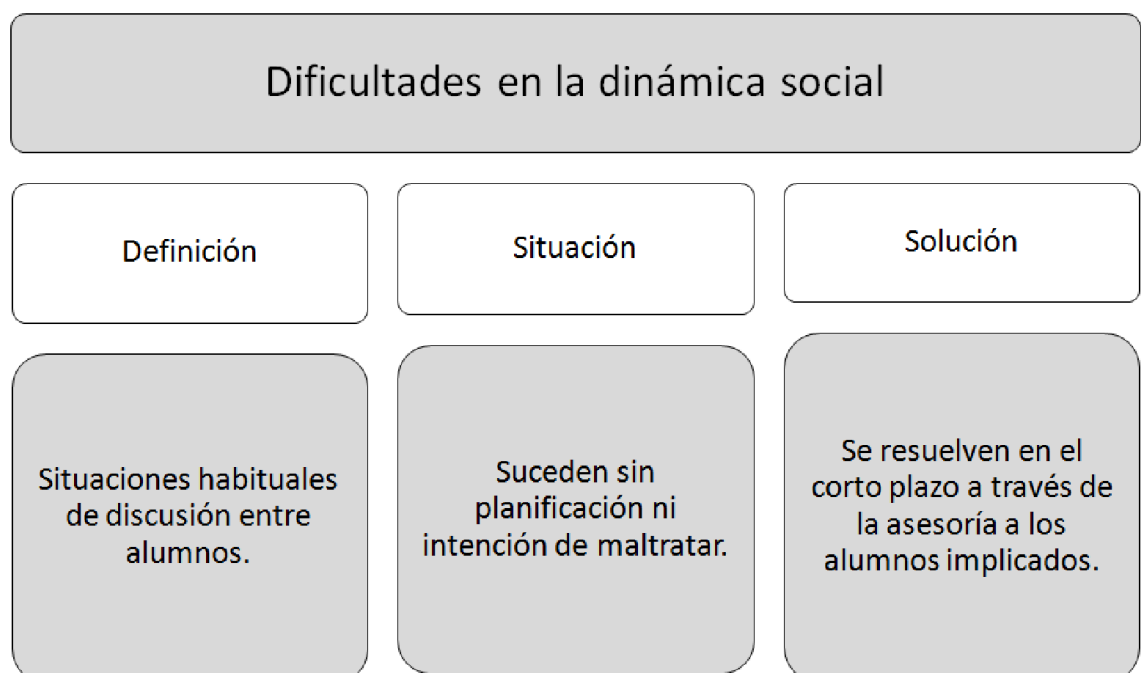 Dificultades en la dinámica social
Definición
Situación
Solución
Situaciones habituales
de discusión entre
alumnos.
Suceden sin
planificación ni
intención de maltratar.
Se resuelven en el
corto plazo a través de
la asesoría a los
alumnos implicados.